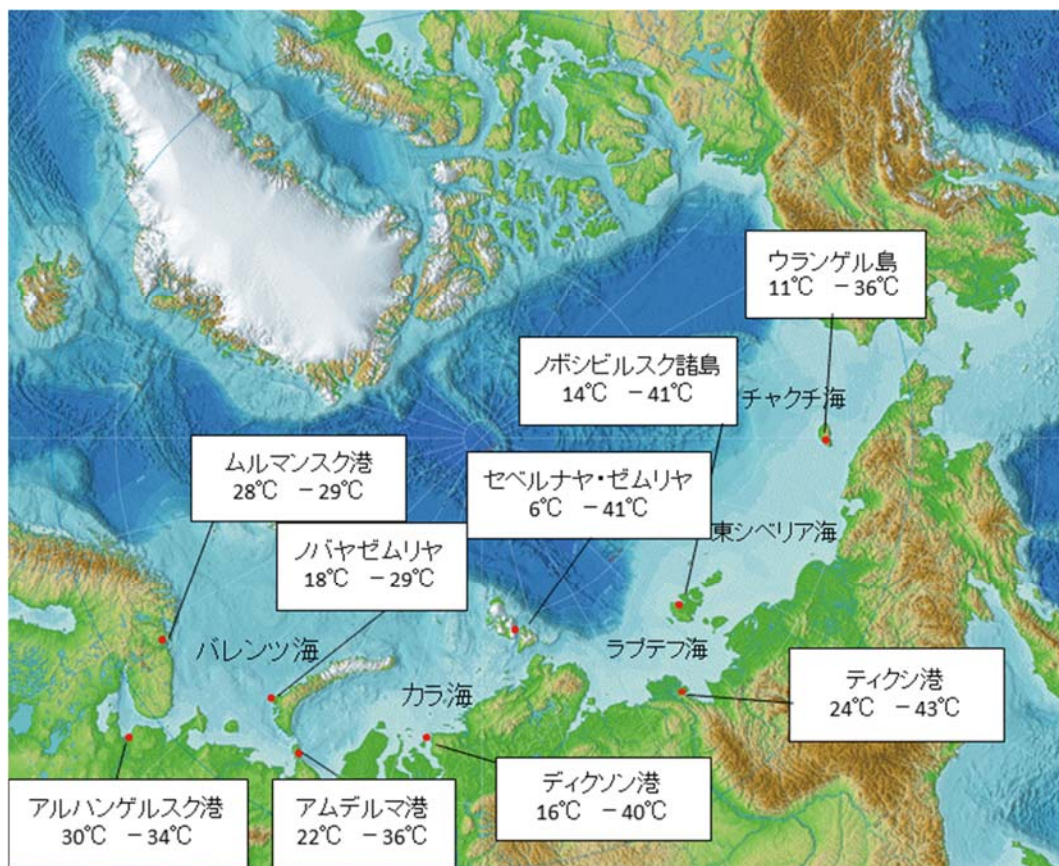 ウランゲル島
11℃ －36℃
ノボシビルスク諸島
14℃ －41℃
チャクチ海
ムルマンスク港
28℃ －29℃
セベルナヤ・ゼムリヤ
6℃ －41℃
ノバヤゼムリヤ
18℃ －29℃
東シベリア海
バレンツ海
ラプテフ海
カラ海
ティクシ港
24℃ －43℃
アルハンゲルスク港
30℃ －34℃
アムデルマ港
22℃ －36℃
ディクソン港
16℃ －40℃